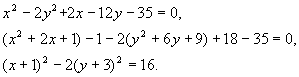 x² − 2y² + 2x − 12y − 35 = 0,
(x² + 2x + 1) − 1 − 2(y² + 6y + 9) + 18 − 35 = 0,
(x + 1)² − 2(y + 3)² = 16.